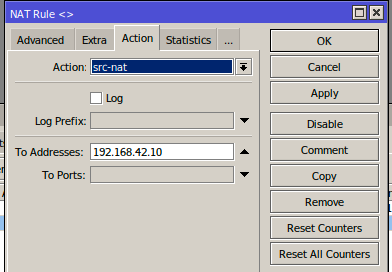 NAT Rule <>
Advanced Extra Action Statistics ...
Action: src-nat
Log
Log Prefix:
To Addresses: 192.168.42.10
To Ports:
OK
Cancel
Apply
Disable
Comment
Copy
Remove
Reset Counters
Reset All Counters